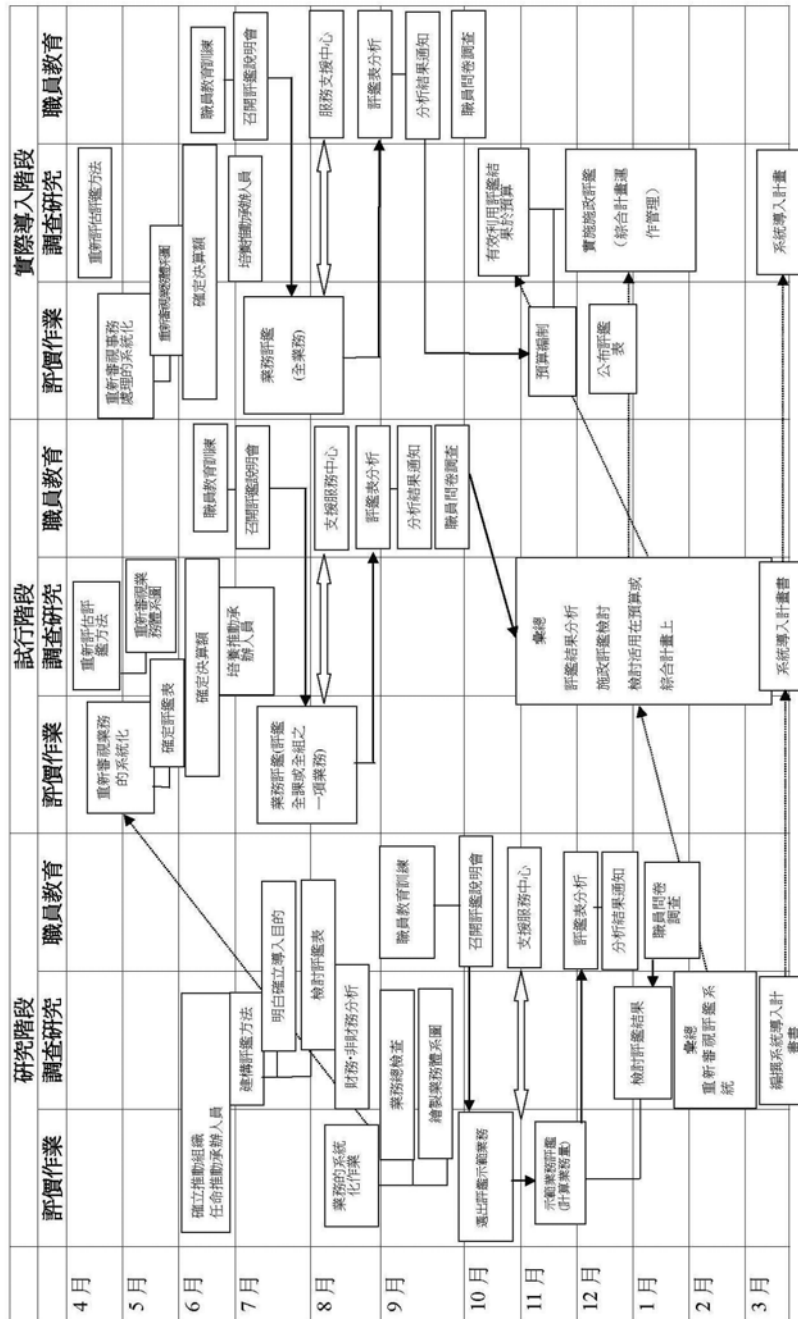 研究階段
試行階段
實際導入階段
評價作業
調查研究
職員教育
評價作業
調查研究
職員教育
評價作業
調查研究
職員教育
4 月
5 月
6 月
7 月
8 月
9 月
10 月
11 月
12 月
1 月
2 月
3 月
確立推動組織
任命推動承辦人員
建構評鑑方法
明白確立導入目的
檢討評鑑表
財務‧非財務分析
業務的系統
化作業
業務總檢查
繪製業務體系圖
職員教育訓練
召開評鑑說明會
選出評鑑示範業務
支援服務中心
示範業務評鑑
(計算業務量)
評鑑表分析
分析結果通知
職員問卷
調查
檢討評鑑結果
彙總
重新審視評鑑系
統
編撰系統導入計
畫書
重新評估評
鑑方法
重新審視業務
的系統化
重新審視業
務體系圖
確定評鑑表
確定決算額
培養推動承
辦人員
職員教育訓練
召開評鑑說明會
業務評鑑(評鑑
全課或全組之
一項業務)
支援服務中心
評鑑表分析
分析結果通知
職員問卷調查
彙總
評鑑結果分析
施政評鑑檢討
檢討活用在預算或
綜合計畫上
系統導入計畫書
重新評估評鑑方法
重新審視事務
處理的系統化
重新審視業務體系圖
確定決算額
培養推動承辦人員
職員教育訓練
召開評鑑說明會
業務評鑑
(全業務)
服務支援中心
評鑑表分析
分析結果通知
職員問卷調查
有效利用評鑑結
果於預算
預算編制
公布評鑑
表
實施施政評鑑
(綜合計畫運
作管理)
系統導入計畫